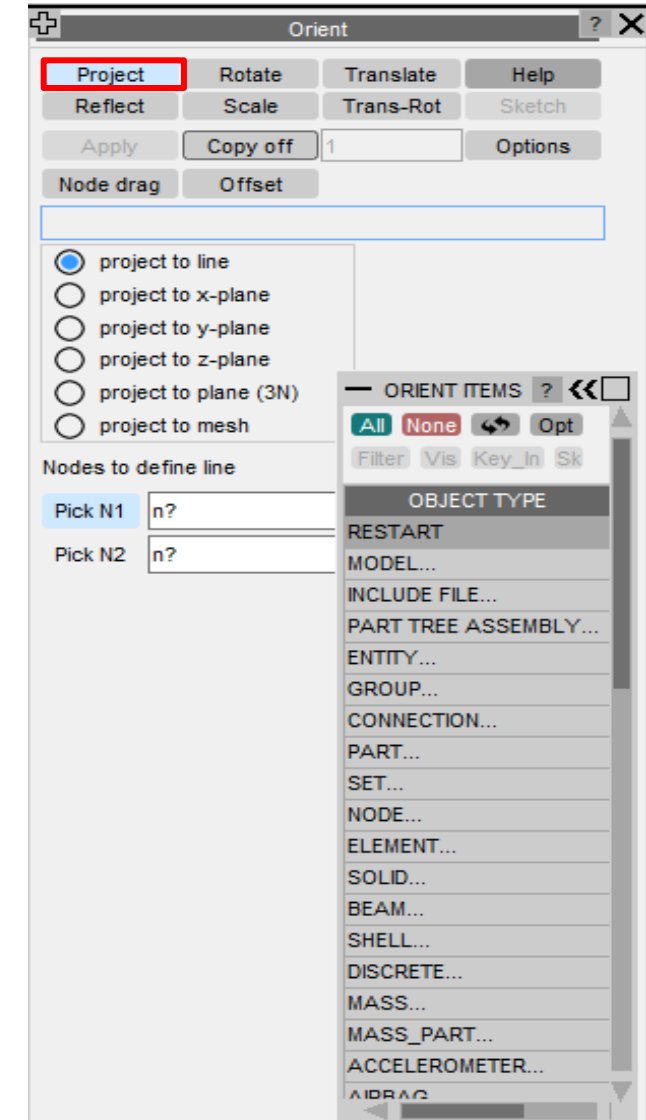 Orient ?
Project Rotate Translate Help
Reflect Scale Trans-Rot Sketch
Apply Copy off 1 Options
Node drag Offset
project to line
project to x-plane
project to y-plane
project to z-plane
project to plane (3N)
project to mesh
Nodes to define line
Pick N1 n?
Pick N2 n?
ORIENT ITEMS ?
All None Opt
Filter Vis Key_In Sk
OBJECT TYPE
RESTART
MODEL...
INCLUDE FILE...
PART TREE ASSEMBLY...
ENTITY...
GROUP...
CONNECTION...
PART...
SET...
NODE...
ELEMENT...
SOLID...
BEAM...
SHELL...
DISCRETE...
MASS...
MASS_PART...
ACCELEROMETER...
AIRBAG